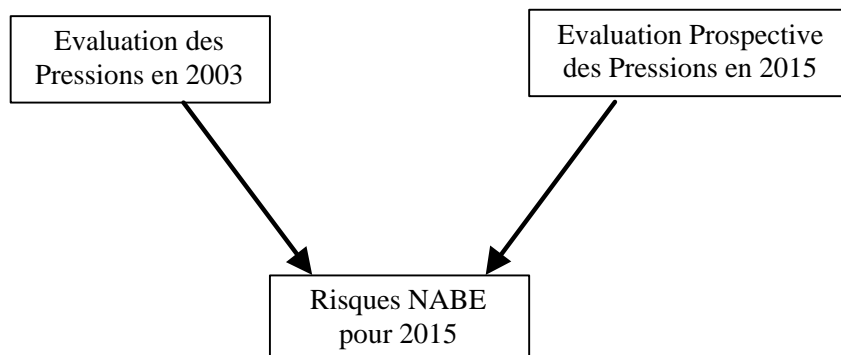 Evaluation des
Pressions en 2003
Evaluation Prospective
des Pressions en 2015
Risques NABE
pour 2015